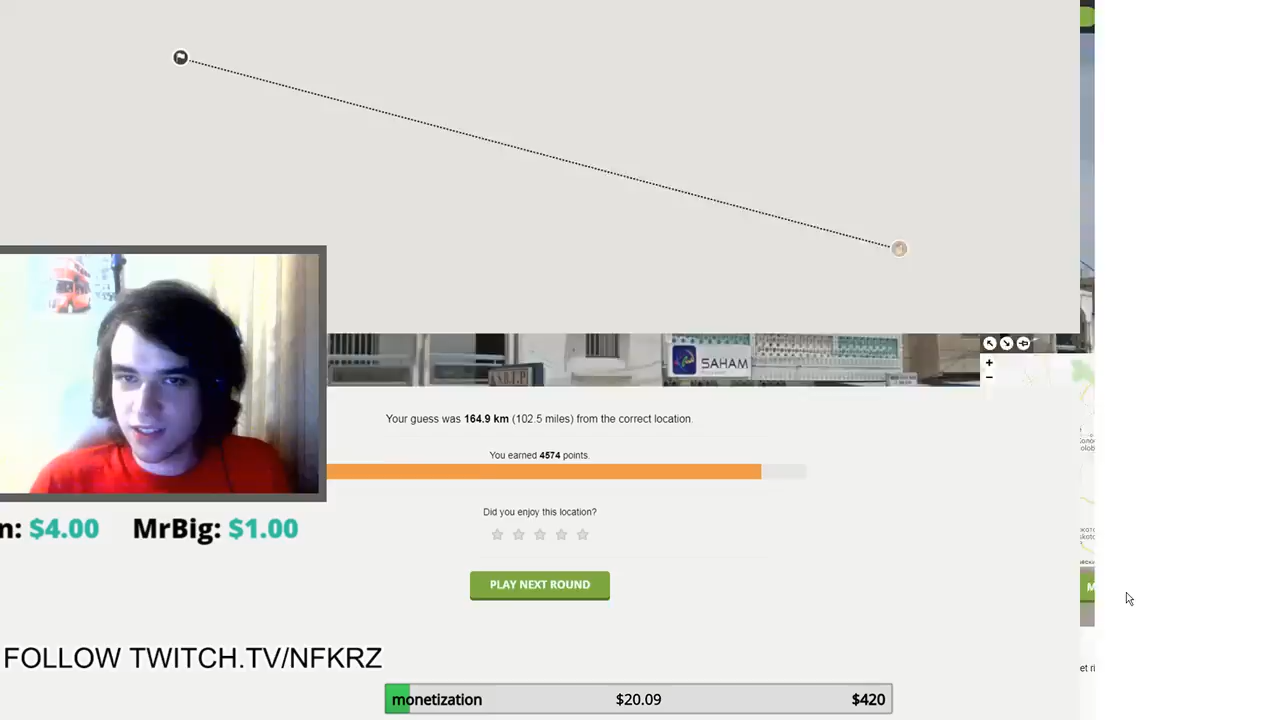 SAHAM
Your guess was 164.9 km (102.5 miles) from the correct location.
You earned 4574 points.
Did you enjoy this location?
n: $4.00 MrBig: $1.00
PLAY NEXT ROUND
et ri
FOLLOW TWITCH.TV/NFKRZ
monetization $20.09 $420